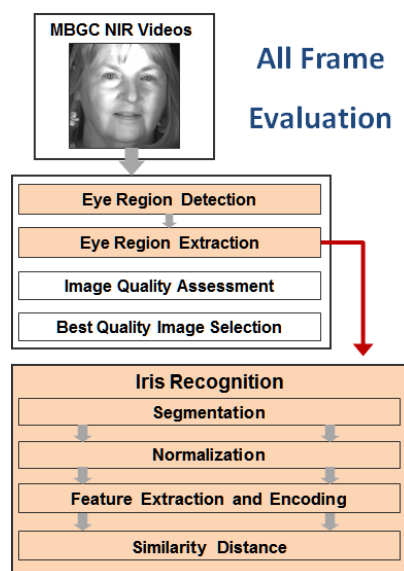 MBGC NIR Videos
All Frame
Evaluation
Eye Region Detection
Eye Region Extraction
Image Quality Assessment
Best Quality Image Selection
Iris Recognition
Segmentation
Normalization
Feature Extraction and Encoding
Similarity Distance